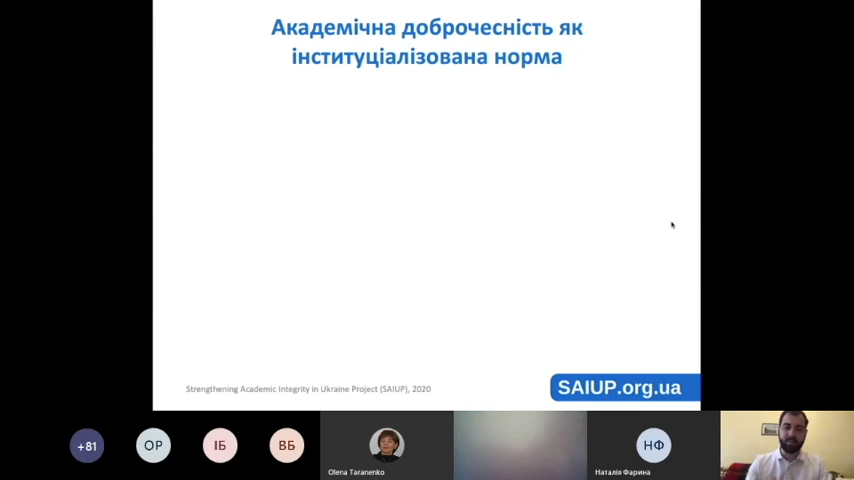 Академічна доброчесність як
інституціалізована норма
Strengthening Academic Integrity in Ukraine Project (SAIUP), 2020
SAIUP.org.ua
+81
ОР
ІБ
ВБ
Olena Taranenko
НФ
Наталія Фарина